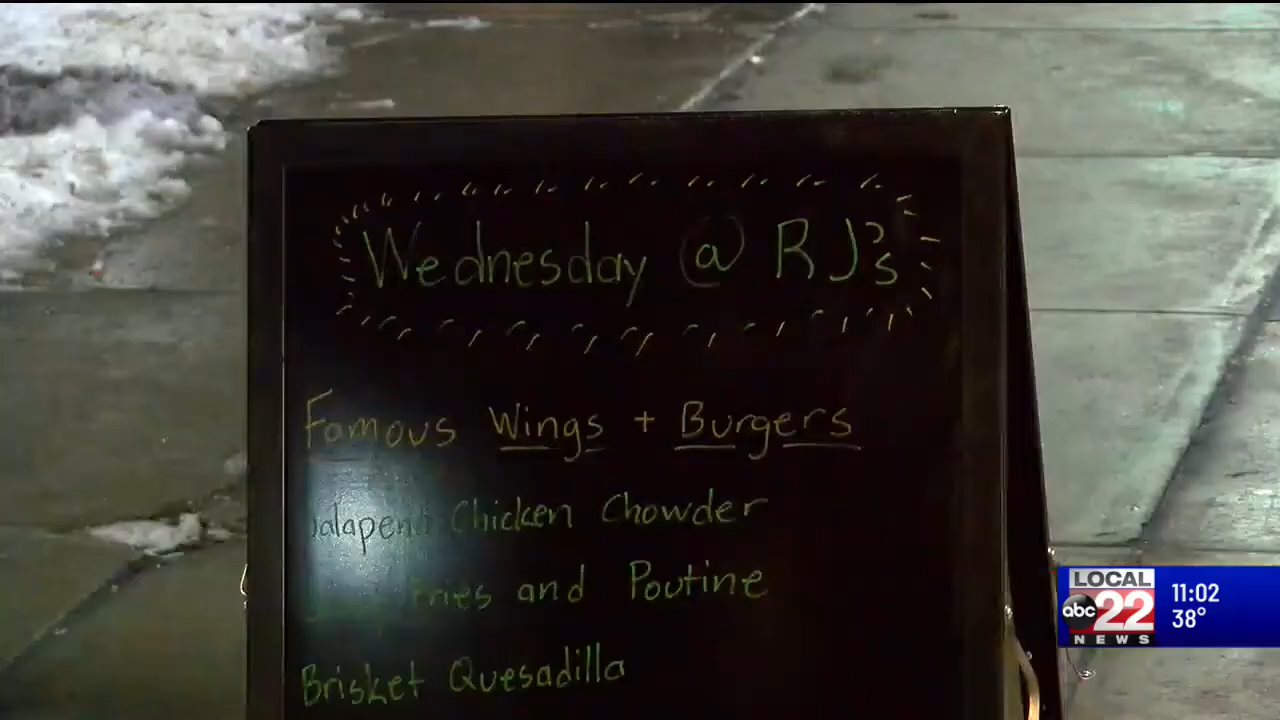 Wednesday @ RJ's
Famous Wings + Burgers
Jalapeno Chicken Chowder
Fries and Poutine
Brisket Quesadilla
LOCAL
abc 22
NEWS
11:02
38°